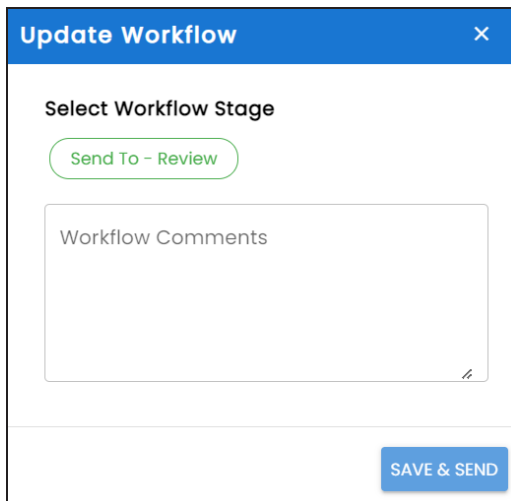 Update Workflow ×
Select Workflow Stage
Send To - Review
Workflow Comments
SAVE & SEND